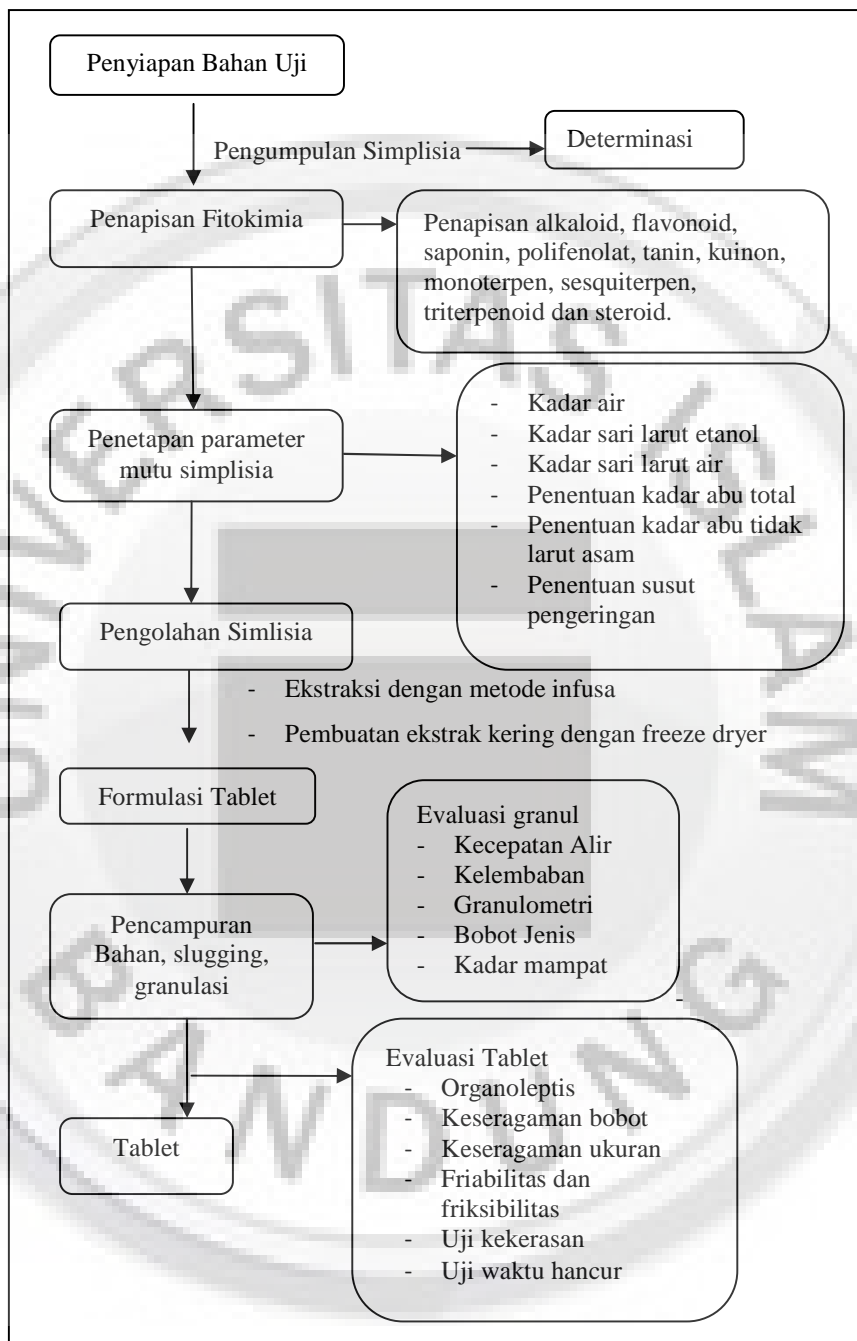 Penyiapan Bahan Uji
Pengumpulan Simplisia
Determinasi
Penapisan Fitokimia
Penapisan alkaloid, flavonoid,
saponin, polifenolat, tanin, kuinon,
monoterpen, sesquiterpen,
triterpenoid dan steroid.
Penetapan parameter
mutu simplisia
- Kadar air
- Kadar sari larut etanol
- Kadar sari larut air
- Penentuan kadar abu total
- Penentuan kadar abu tidak
larut asam
- Penentuan susut
pengeringan
Pengolahan Simlisia
- Ekstraksi dengan metode infusa
- Pembuatan ekstrak kering dengan freeze dryer
Formulasi Tablet
Pencampuran
Bahan, slugging,
granulasi
Evaluasi granul
- Kecepatan Alir
- Kelembaban
- Granulometri
- Bobot Jenis
- Kadar mampat
-
Evaluasi Tablet
- Organoleptis
- Keseragaman bobot
- Keseragaman ukuran
- Friabilitas dan
friksibilitas
- Uji kekerasan
- Uji waktu hancur
Tablet
UNIVERSITAS ISLAM
BANDUNG